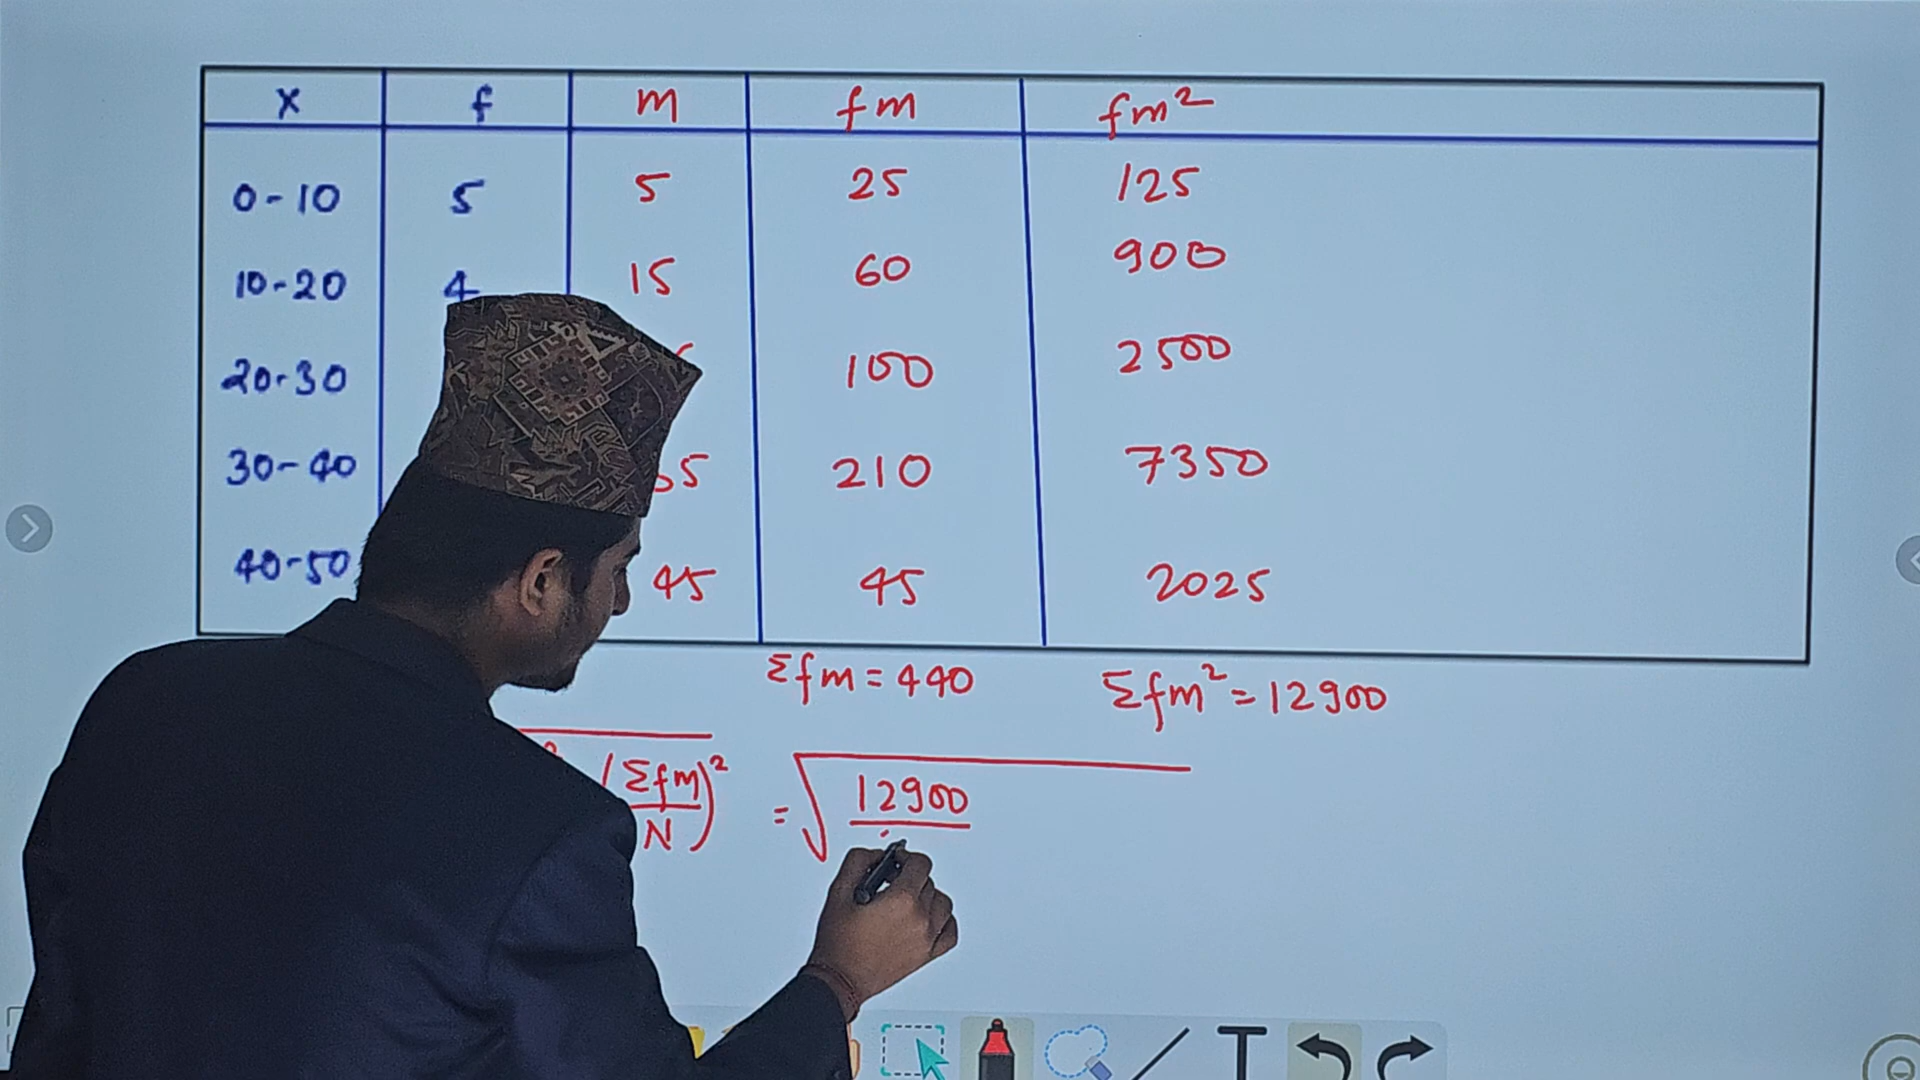 x f m fm fm²
0-10 5 5 25 125
10-20 4 15 60 900
20-30 100 2500
30-40 35 210 7350
40-50 45 45 2025
Σfm = 440 Σfm² = 12900
(Σfm/N)² = √12900
T